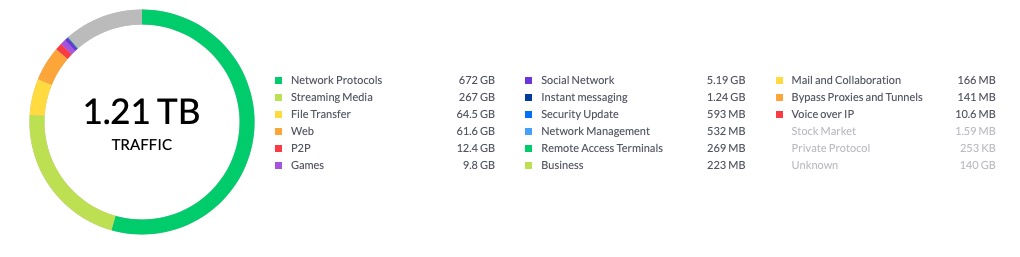 1.21 TB
TRAFFIC
Network Protocols 672 GB
Streaming Media 267 GB
File Transfer 64.5 GB
Web 61.6 GB
P2P 12.4 GB
Games 9.8 GB
Social Network 5.19 GB
Instant messaging 1.24 GB
Security Update 593 MB
Network Management 532 MB
Remote Access Terminals 269 MB
Business 223 MB
Mail and Collaboration 166 MB
Bypass Proxies and Tunnels 141 MB
Voice over IP 10.6 MB
Stock Market 1.59 MB
Private Protocol 253 KB
Unknown 140 GB